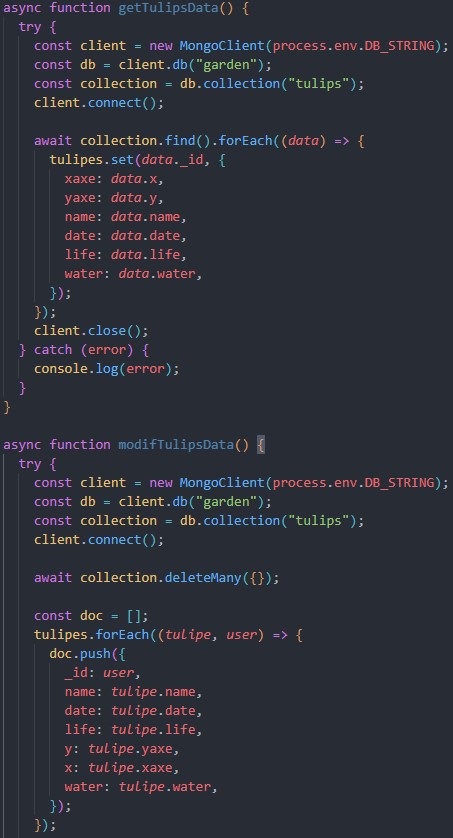 async function getTulipsData() {
try {
const client = new MongoClient(process.env.DB_STRING);
const db = client.db("garden");
const collection = db.collection("tulips");
client.connect();
await collection.find().forEach((data) => {
tulipes.set(data._id, {
xaxe: data.x,
yaxe: data.y,
name: data.name,
date: data.date,
life: data.life,
water: data.water,
});
});
client.close();
} catch (error) {
console.log(error);
}
}
async function modifTulipsData() {
try {
const client = new MongoClient(process.env.DB_STRING);
const db = client.db("garden");
const collection = db.collection("tulips");
client.connect();
await collection.deleteMany({});
const doc = [];
tulipes.forEach((tulipe, user) => {
doc.push({
_id: user,
name: tulipe.name,
date: tulipe.date,
life: tulipe.life,
y: tulipe.yaxe,
x: tulipe.xaxe,
water: tulipe.water,
});
});